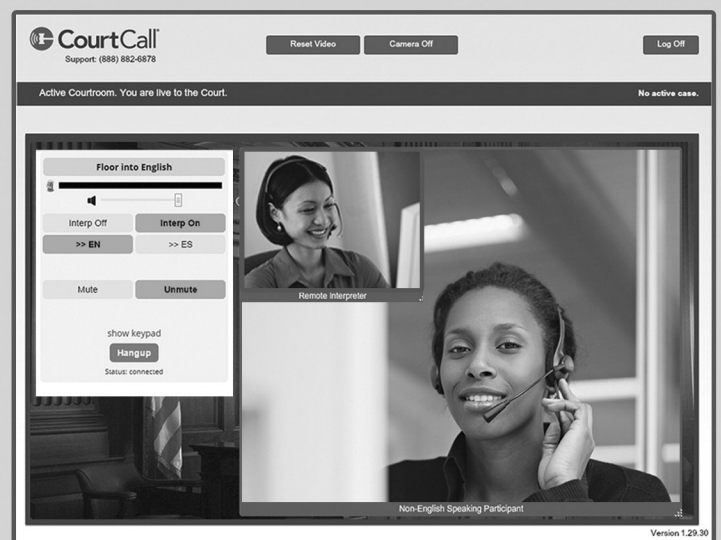 CourtCall
Support: (888) 882-6878
Reset Video
Camera Off
Log Off
Active Courtroom. You are live to the Court.
No active case.
Floor into English
Interp Off
Interp On
>> EN
>> ES
Mute
Unmute
show keypad
Hangup
Status: connected
Remote Interpreter
Non-English Speaking Participant
Version 1.29.30